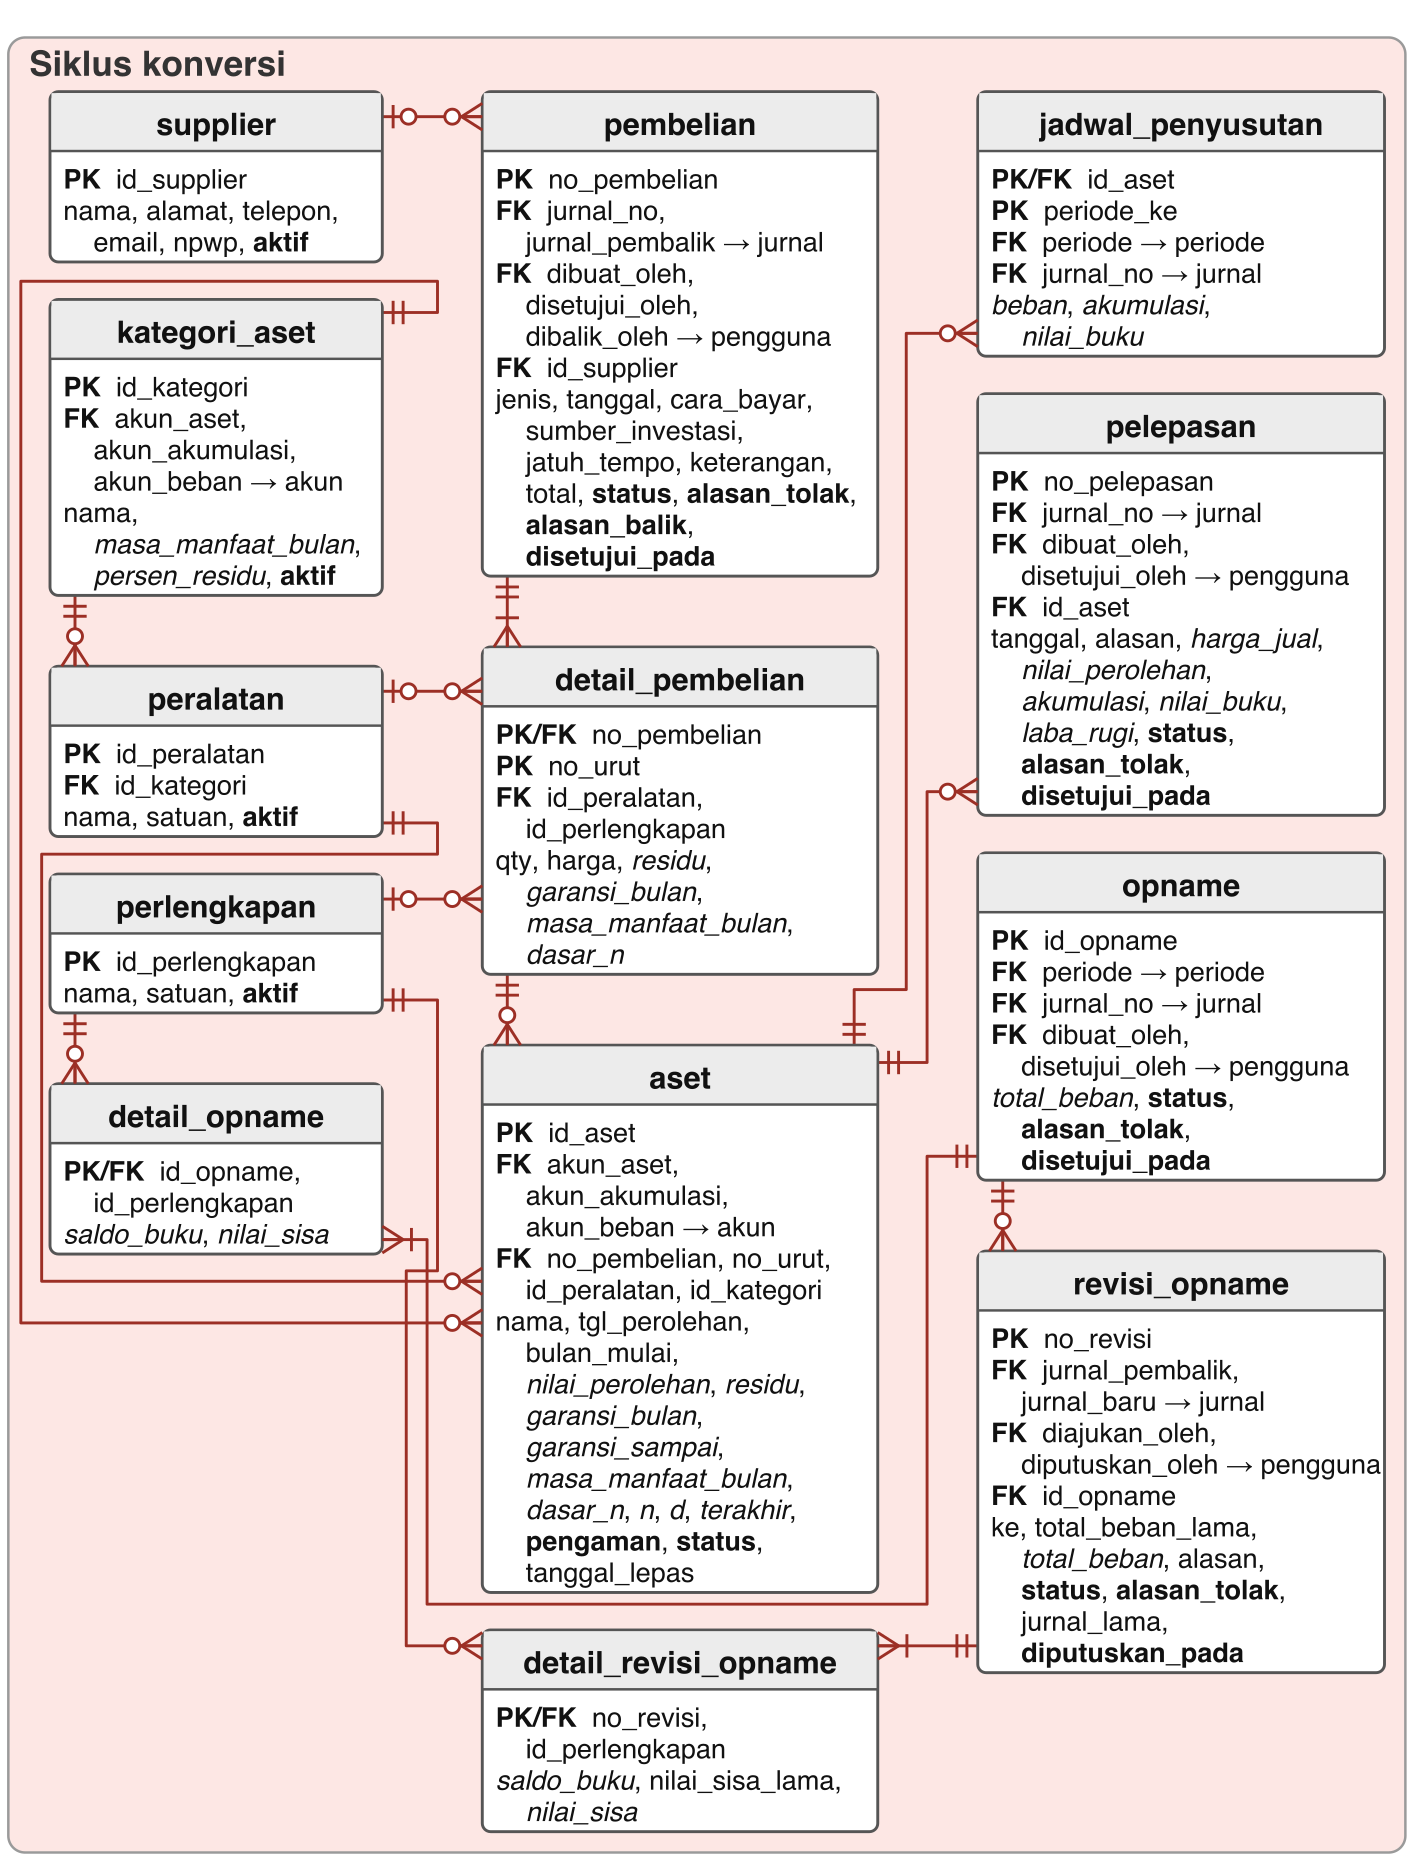 Siklus konversi
supplier
PK id_supplier
nama, alamat, telepon,
email, npwp, aktif
kategori_aset
PK id_kategori
FK akun_aset,
akun_akumulasi,
akun_beban → akun
nama,
masa_manfaat_bulan,
persen_residu, aktif
peralatan
PK id_peralatan
FK id_kategori
nama, satuan, aktif
perlengkapan
PK id_perlengkapan
nama, satuan, aktif
detail_opname
PK/FK id_opname,
id_perlengkapan
saldo_buku, nilai_sisa
pembelian
PK no_pembelian
FK jurnal_no,
jurnal_pembalik → jurnal
FK dibuat_oleh,
disetujui_oleh,
dibalik_oleh → pengguna
FK id_supplier
jenis, tanggal, cara_bayar,
sumber_investasi,
jatuh_tempo, keterangan,
total, status, alasan_tolak,
alasan_balik,
disetujui_pada
detail_pembelian
PK/FK no_pembelian
PK no_urut
FK id_peralatan,
id_perlengkapan
qty, harga, residu,
garansi_bulan,
masa_manfaat_bulan,
dasar_n
aset
PK id_aset
FK akun_aset,
akun_akumulasi,
akun_beban → akun
FK no_pembelian, no_urut,
id_peralatan, id_kategori
nama, tgl_perolehan,
bulan_mulai,
nilai_perolehan, residu,
garansi_bulan,
garansi_sampai,
masa_manfaat_bulan,
dasar_n, n, d, terakhir,
pengaman, status,
tanggal_lepas
detail_revisi_opname
PK/FK no_revisi,
id_perlengkapan
saldo_buku, nilai_sisa_lama,
nilai_sisa
jadwal_penyusutan
PK/FK id_aset
PK periode_ke
FK periode → periode
FK jurnal_no → jurnal
beban, akumulasi,
nilai_buku
pelepasan
PK no_pelepasan
FK jurnal_no → jurnal
FK dibuat_oleh,
disetujui_oleh → pengguna
FK id_aset
tanggal, alasan, harga_jual,
nilai_perolehan,
akumulasi, nilai_buku,
laba_rugi, status,
alasan_tolak,
disetujui_pada
opname
PK id_opname
FK periode → periode
FK jurnal_no → jurnal
FK dibuat_oleh,
disetujui_oleh → pengguna
total_beban, status,
alasan_tolak,
disetujui_pada
revisi_opname
PK no_revisi
FK jurnal_pembalik,
jurnal_baru → jurnal
FK diajukan_oleh,
diputuskan_oleh → pengguna
FK id_opname
ke, total_beban_lama,
total_beban, alasan,
status, alasan_tolak,
jurnal_lama,
diputuskan_pada